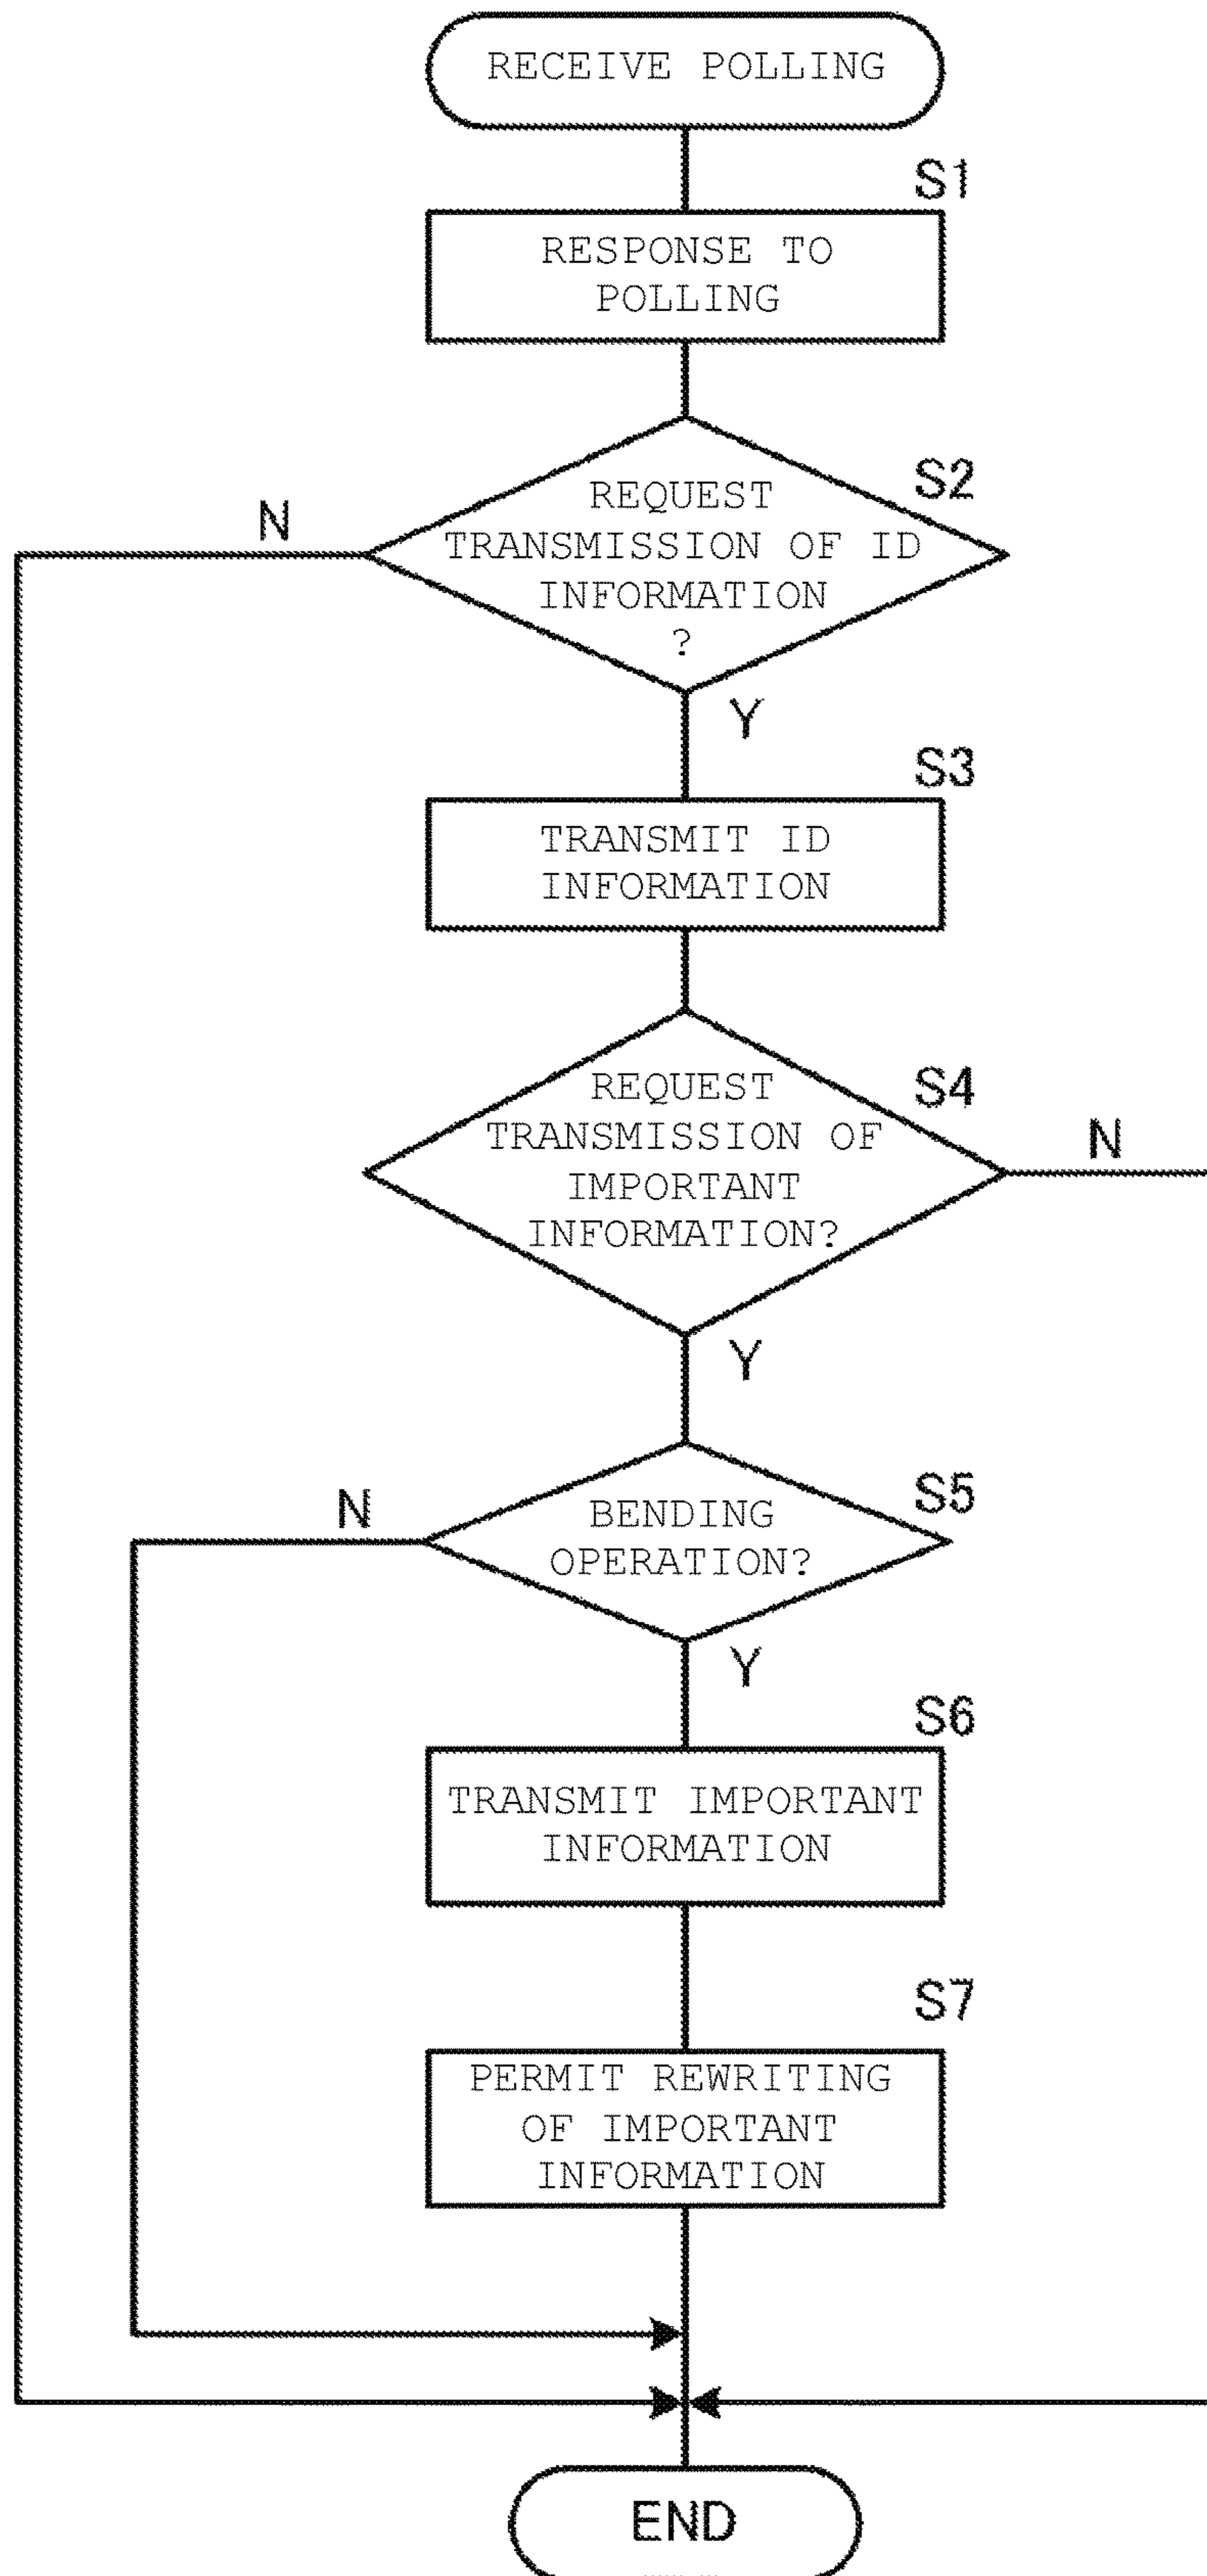 RECEIVE POLLING
S1
RESPONSE TO
POLLING
S2
N
REQUEST
TRANSMISSION OF ID
INFORMATION
?
Y
S3
TRANSMIT ID
INFORMATION
S4
REQUEST
TRANSMISSION OF
IMPORTANT
INFORMATION?
N
Y
S5
N
BENDING
OPERATION?
Y
S6
TRANSMIT IMPORTANT
INFORMATION
S7
PERMIT REWRITING
OF IMPORTANT
INFORMATION
END